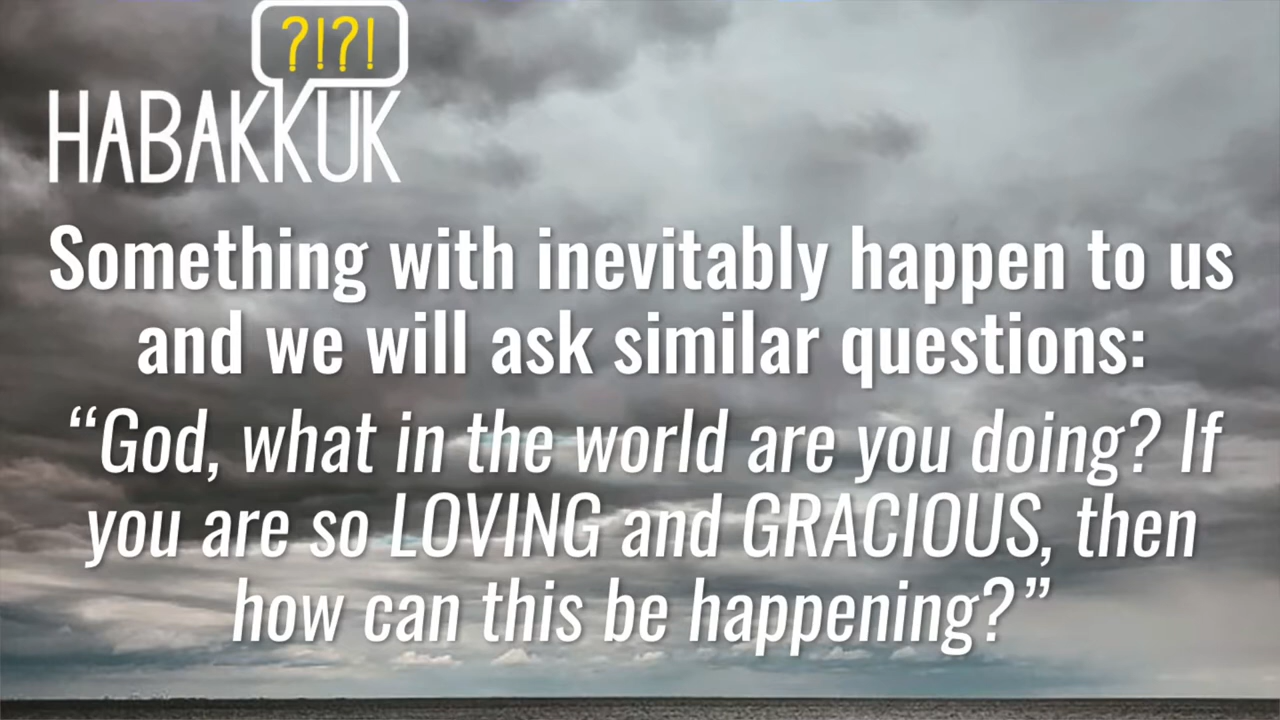 ?!?!
HABAKKUK
Something with inevitably happen to us
and we will ask similar questions:
“God, what in the world are you doing? If
you are so LOVING and GRACIOUS, then
how can this be happening?”